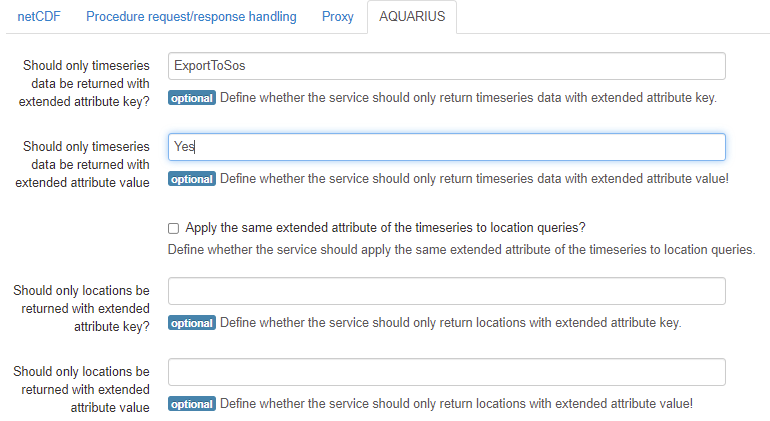 netCDF Procedure request/response handling Proxy AQUARIUS
Should only timeseries
data be returned with
extended attribute key?
ExportToSos
optional Define whether the service should only return timeseries data with extended attribute key.
Should only timeseries
data be returned with
extended attribute value
Yes
optional Define whether the service should only return timeseries data with extended attribute value!
Apply the same extended attribute of the timeseries to location queries?
Define whether the service should apply the same extended attribute of the timeseries to location queries.
Should only locations be
returned with extended
attribute key?
optional Define whether the service should only return locations with extended attribute key.
Should only locations be
returned with extended
attribute value
optional Define whether the service should only return locations with extended attribute value!